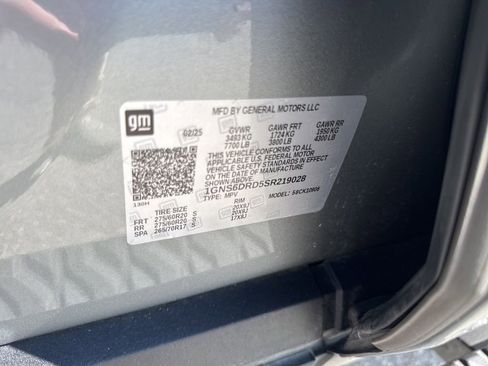 gm
MFD BY GENERAL MOTORS LLC
02/25 GVWR GAWR FRT GAWR RR
3493 KG 1724 KG 1950 KG
7700 LB 3800 LB 4300 LB
THIS VEHICLE CONFORMS TO ALL
APPLICABLE U.S. FEDERAL MOTOR
VEHICLE SAFETY STANDARDS IN EFFECT
ON THE DATE OF MANUFACTURE SHOWN ABOVE.
1GNS6DRD5SR219028
TYPE: MPV MODEL: 5SCK10906
TIRE SIZE RIM
FRT 275/60R20 S 20X9J
RR 275/60R20 S 20X9J
SPA 265/70R17 S 17X8J